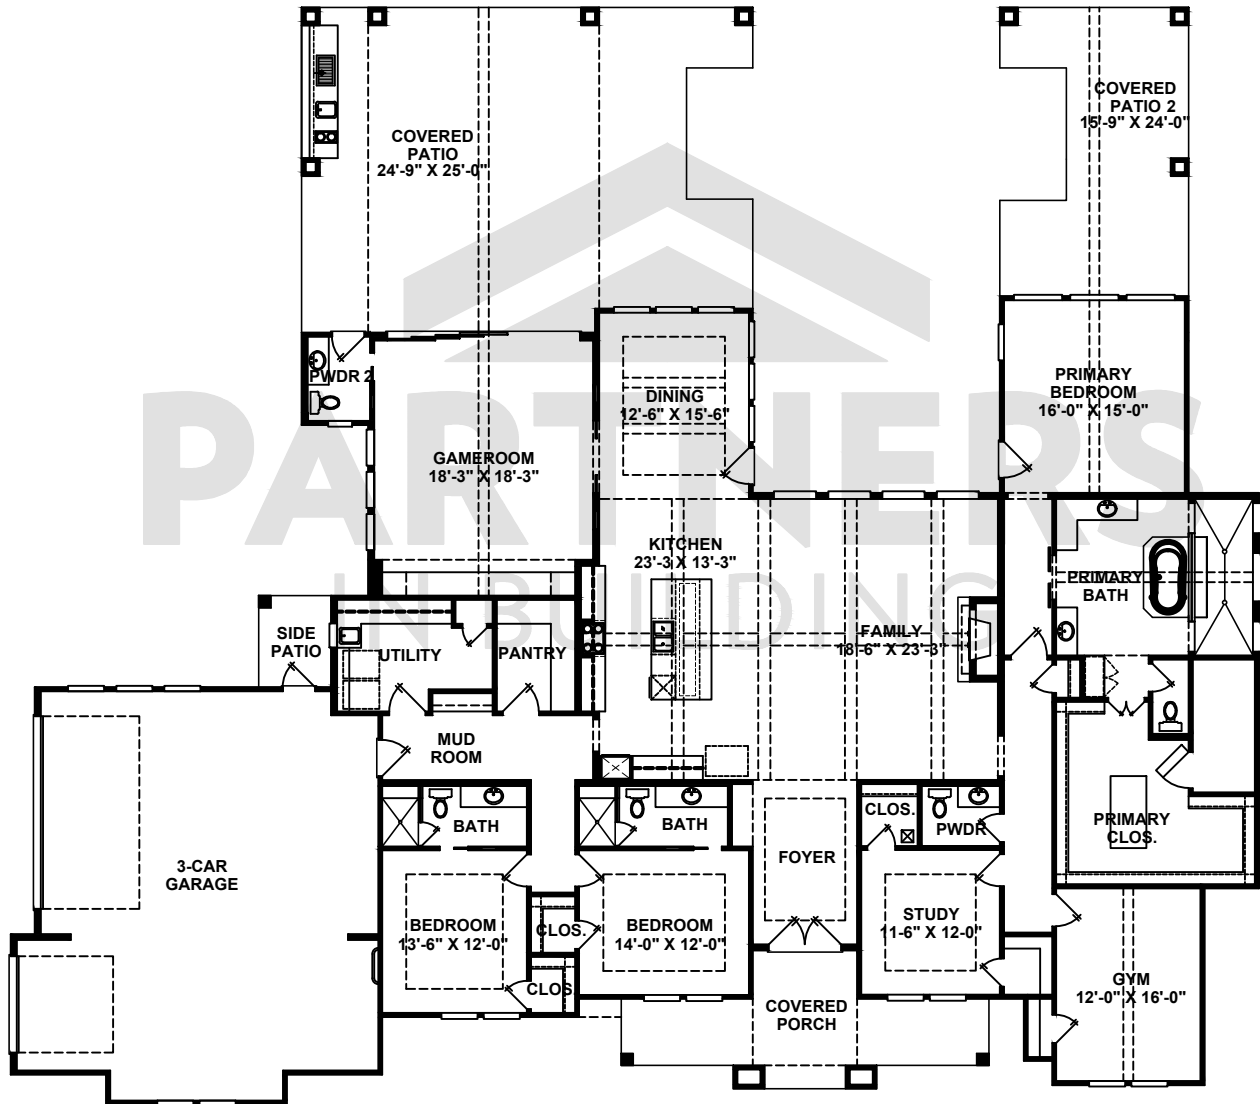 COVERED
PATIO
24'-9" X 25'-0"
COVERED
PATIO 2
15'-9" X 24'-0"
PWDR 2
GAMEROOM
18'-3" X 18'-3"
DINING
12'-6" X 15'-6"
PRIMARY
BEDROOM
16'-0" X 15'-0"
PARTNERS
IN BUILDING
KITCHEN
23'-3 X 13'-3"
PRIMARY
BATH
FAMILY
18'-6" X 23'-3"
SIDE
PATIO
UTILITY
PANTRY
MUD
ROOM
BATH
BATH
CLOS.
PWDR
PRIMARY
CLOS.
3-CAR
GARAGE
FOYER
BEDROOM
13'-6" X 12'-0"
CLOS.
BEDROOM
14'-0" X 12'-0"
STUDY
11-6" X 12-0"
CLOS
GYM
12'-0" X 16'-0"
COVERED
PORCH